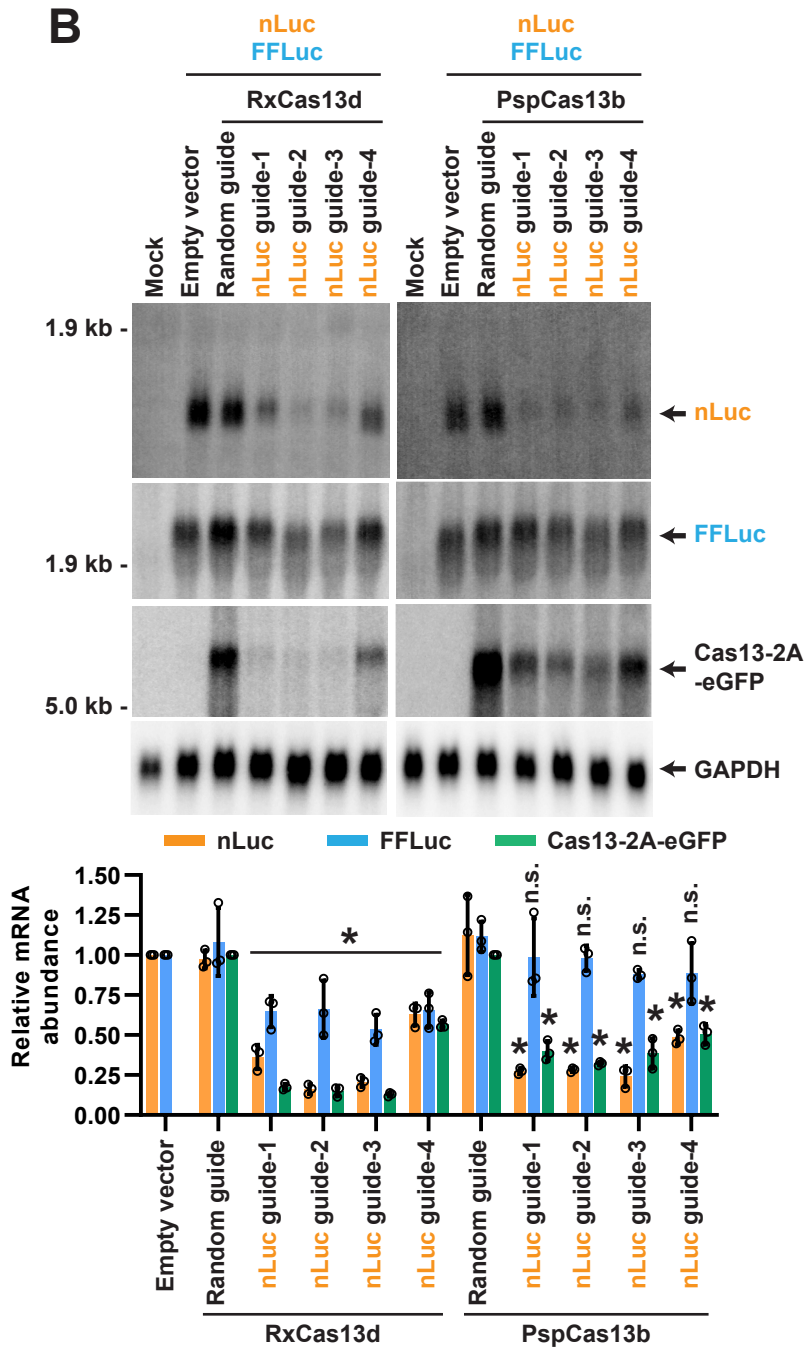 B
nLuc
FFLuc
nLuc
FFLuc
RxCas13d
PspCas13b
Mock
Empty vector
Random guide
nLuc guide-1
nLuc guide-2
nLuc guide-3
nLuc guide-4
Mock
Empty vector
Random guide
nLuc guide-1
nLuc guide-2
nLuc guide-3
nLuc guide-4
1.9 kb -
nLuc
FFLuc
1.9 kb -
Cas13-2A
-eGFP
5.0 kb -
GAPDH
nLuc
FFLuc
Cas13-2A-eGFP
Relative mRNA
abundance
1.50
1.25
1.00
0.75
0.50
0.25
0.00
*
n.s.
n.s.
n.s.
n.s.
*
*
*
*
*
*
*
*
Empty vector
Random guide
nLuc guide-1
nLuc guide-2
nLuc guide-3
nLuc guide-4
Random guide
nLuc guide-1
nLuc guide-2
nLuc guide-3
nLuc guide-4
RxCas13d
PspCas13b